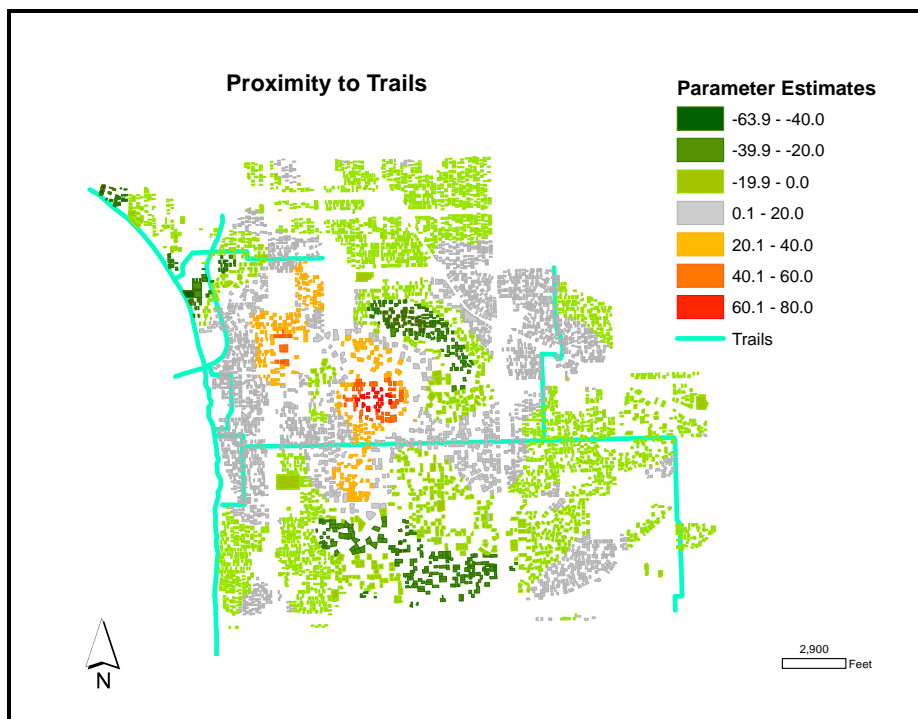 Proximity to Trails
Parameter Estimates
-63.9 - -40.0
-39.9 - -20.0
-19.9 - 0.0
0.1 - 20.0
20.1 - 40.0
40.1 - 60.0
60.1 - 80.0
Trails
N
2,900
Feet